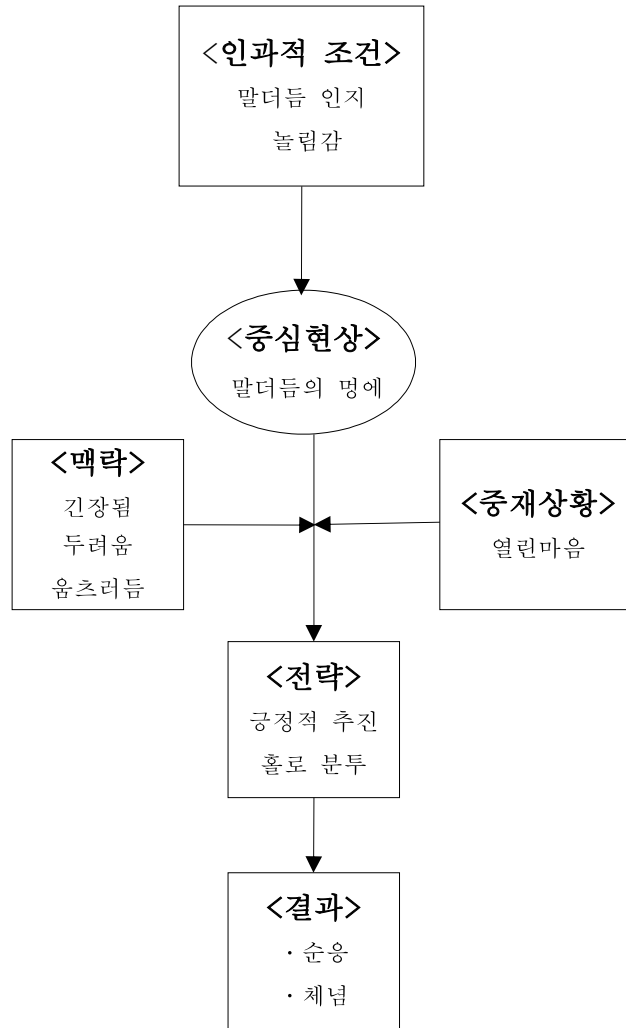 <인과적 조건>
말더듬 인지
놀림감
<중심현상>
말더듬의 멍에
<맥락>
긴장됨
두려움
움츠러듬
<중재상황>
열린마음
<전략>
긍정적 추진
홀로 분투
<결과>
· 순응
· 체념